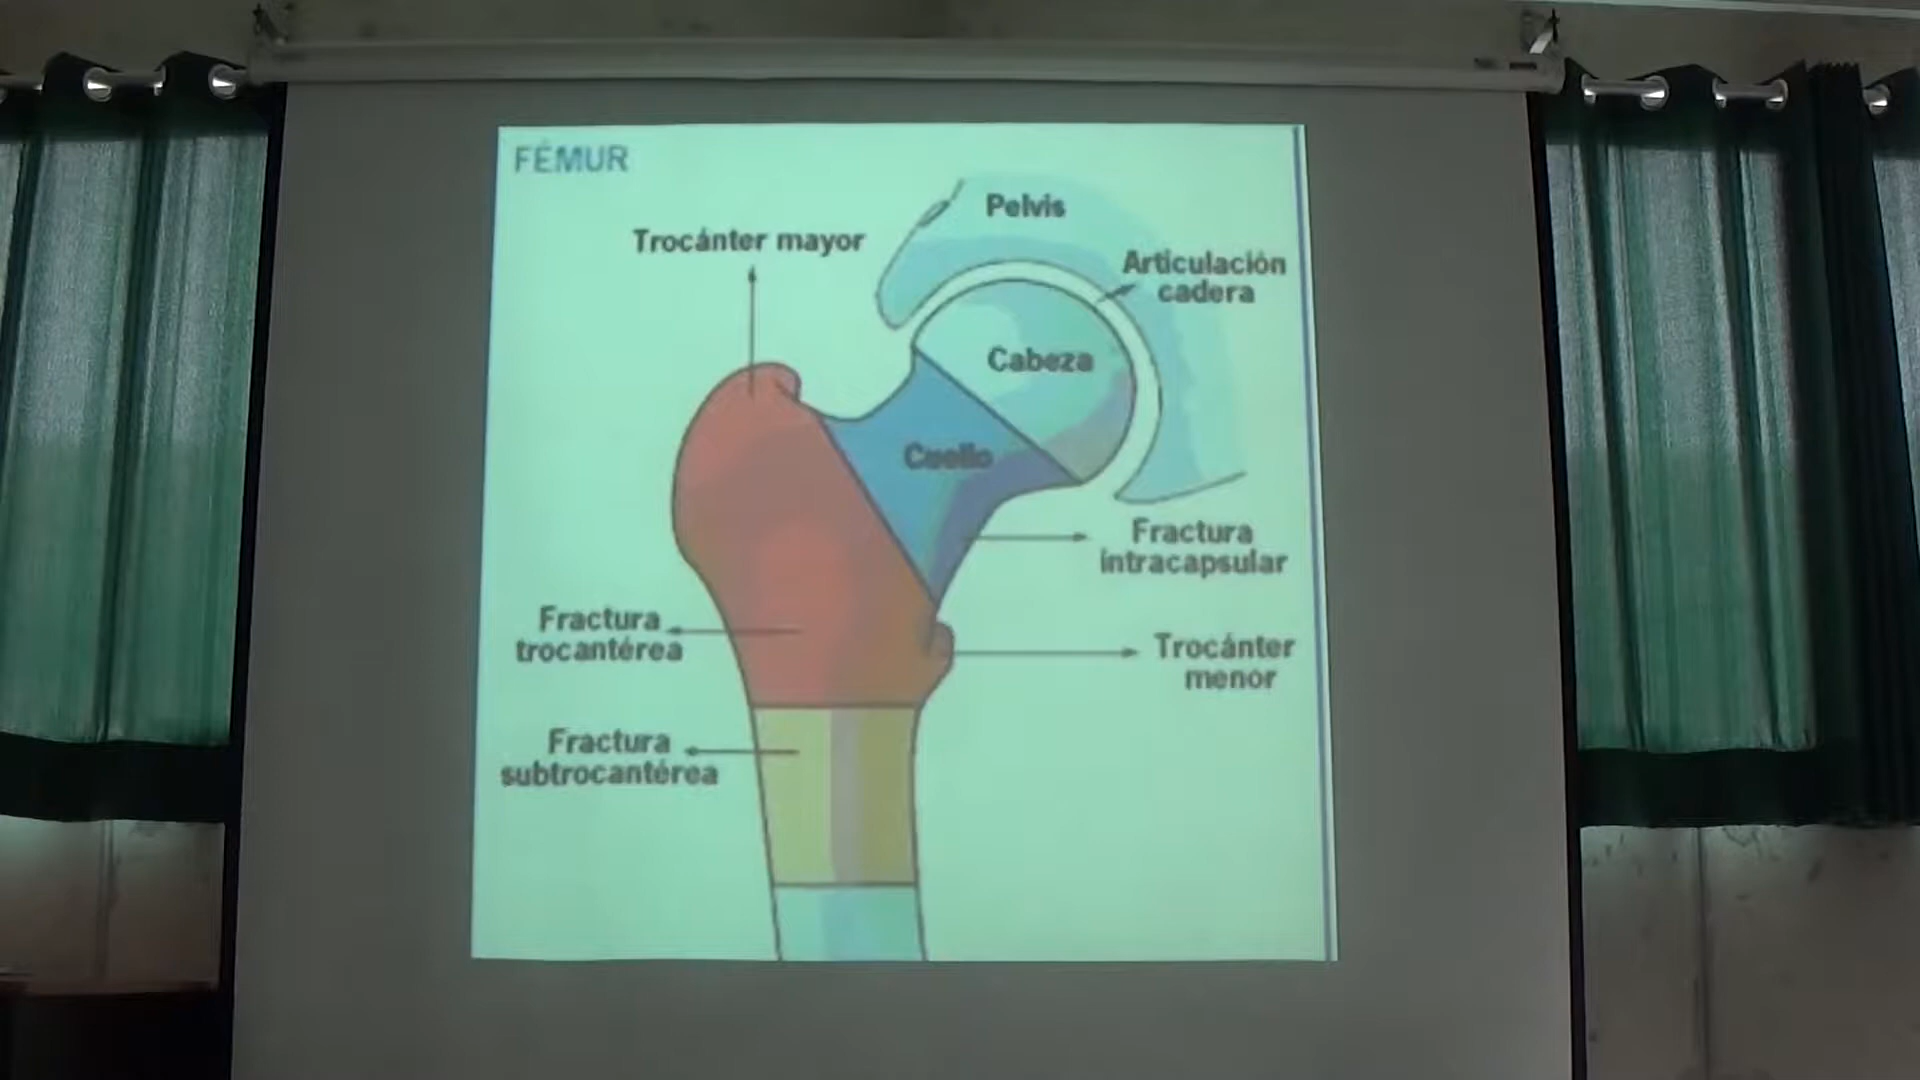 FÉMUR
Pelvis
Trocánter mayor
Articulación
cadera
Cabeza
Cuello
Fractura
intracapsular
Fractura
trocantérea
Trocánter
menor
Fractura
subtrocantérea